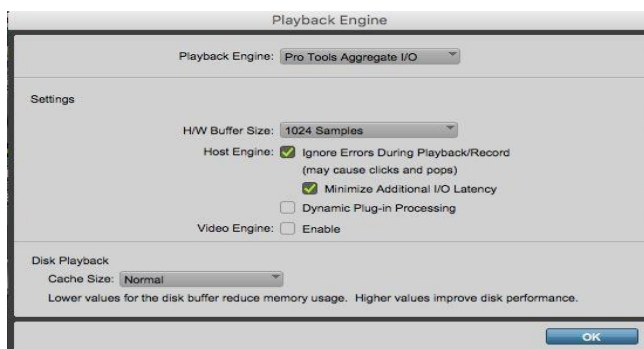 Playback Engine
Playback Engine: Pro Tools Aggregate I/O
Settings
H/W Buffer Size: 1024 Samples
Host Engine: Ignore Errors During Playback/Record
(may cause clicks and pops)
Minimize Additional I/O Latency
Dynamic Plug-in Processing
Video Engine: Enable
Disk Playback
Cache Size: Normal
Lower values for the disk buffer reduce memory usage. Higher values improve disk performance.
OK